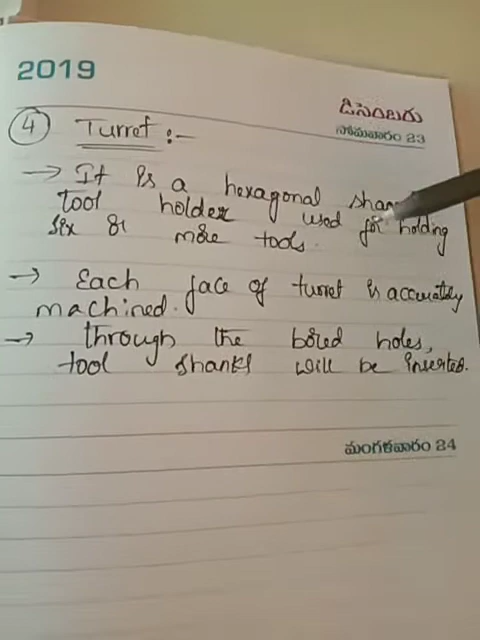 2019
డిసెంబరు
సోమవారం 23
4 Turret :-
→ It is a hexagonal
tool holder used for holding
six or more tools.
→ Each face of turret is accurately
machined.
→ through the bored holes,
tool shanks will be inserted.
మంగళవారం 24